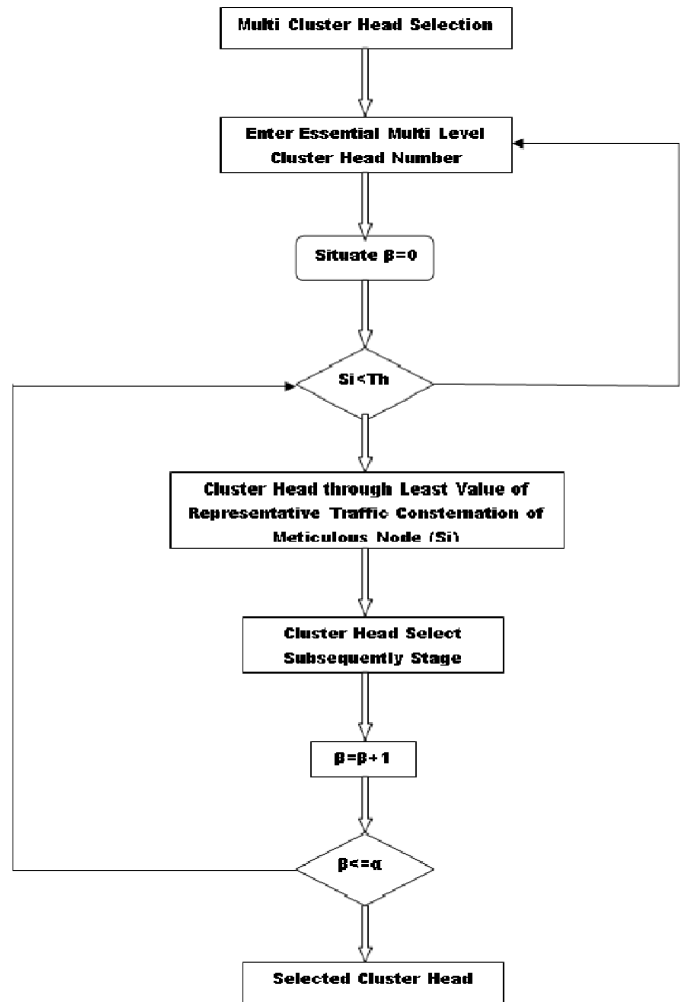 Multi Cluster Head Selection
Enter Essential Multi Level
Cluster Head Number
Situate β=0
Si<Th
Cluster Head through Least Value of
Representative Traffic Consternation of
Meticulous Node (Si)
Cluster Head Select
Subsequently Stage
β=β+1
β<=α
Selected Cluster Head